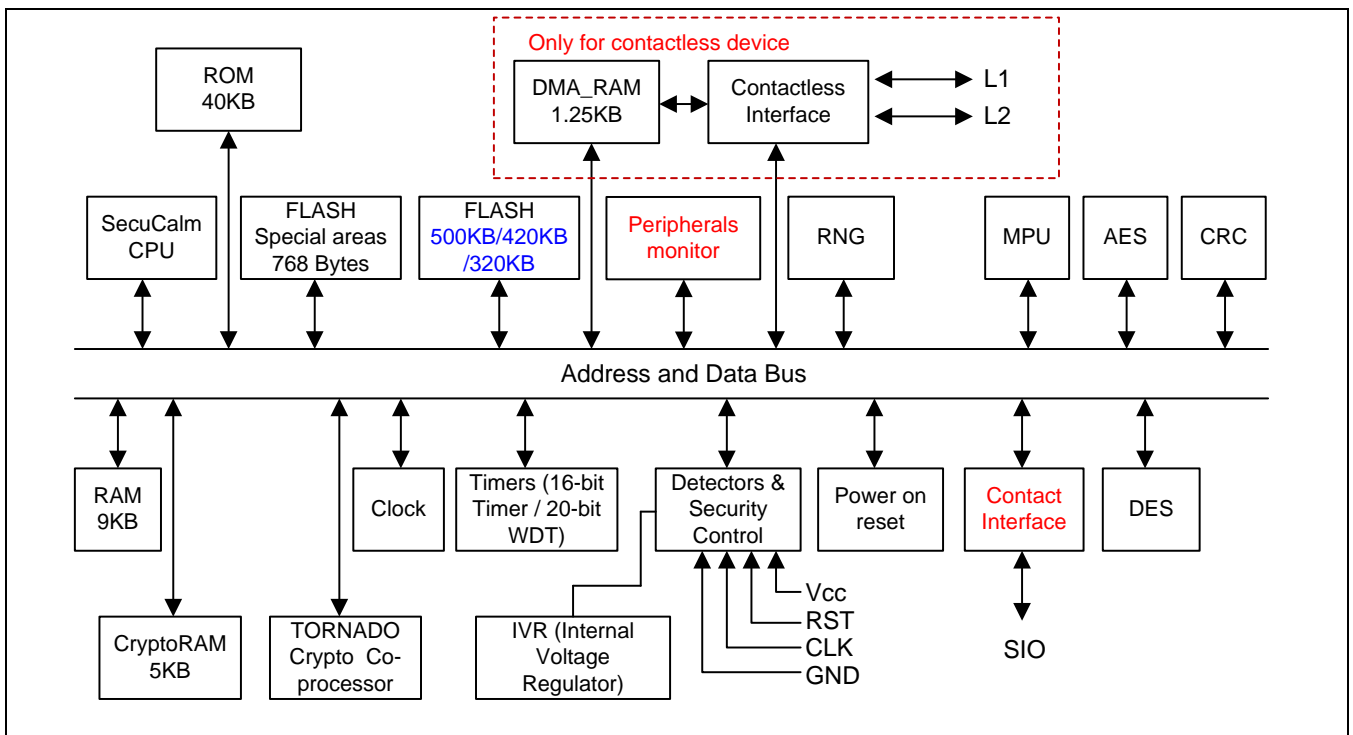 Only for contactless device
ROM
40KB
DMA_RAM
1.25KB
Contactless
Interface
L1
L2
SecuCalm
CPU
FLASH
Special areas
768 Bytes
FLASH
500KB/420KB
/320KB
Peripherals
monitor
RNG
MPU
AES
CRC
Address and Data Bus
RAM
9KB
Clock
Timers (16-bit
Timer / 20-bit
WDT)
Detectors &
Security
Control
Power on
reset
Contact
Interface
DES
CryptoRAM
5KB
TORNADO
Crypto Co-
processor
IVR (Internal
Voltage
Regulator)
Vcc
RST
CLK
GND
SIO